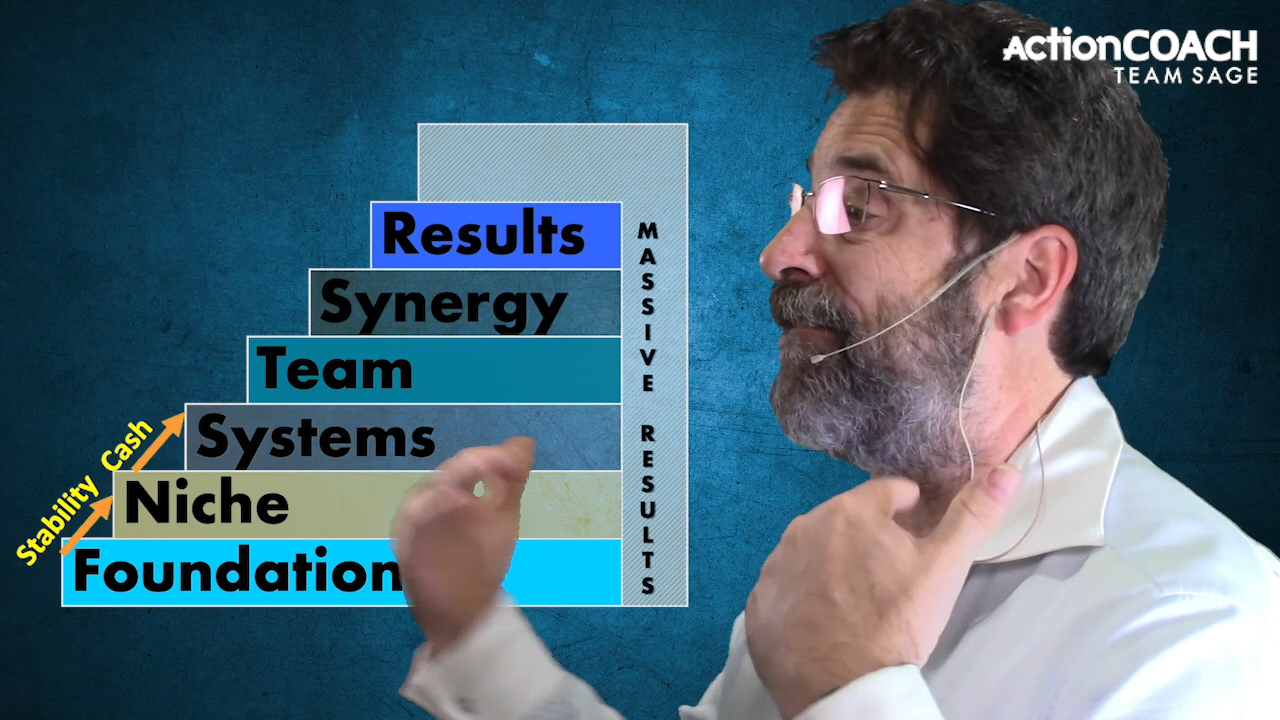 ActionCOACH
TEAM SAGE
Results
Synergy
Team
Systems
Niche
Foundation
Stability
Cash
MASSIVE RESULTS